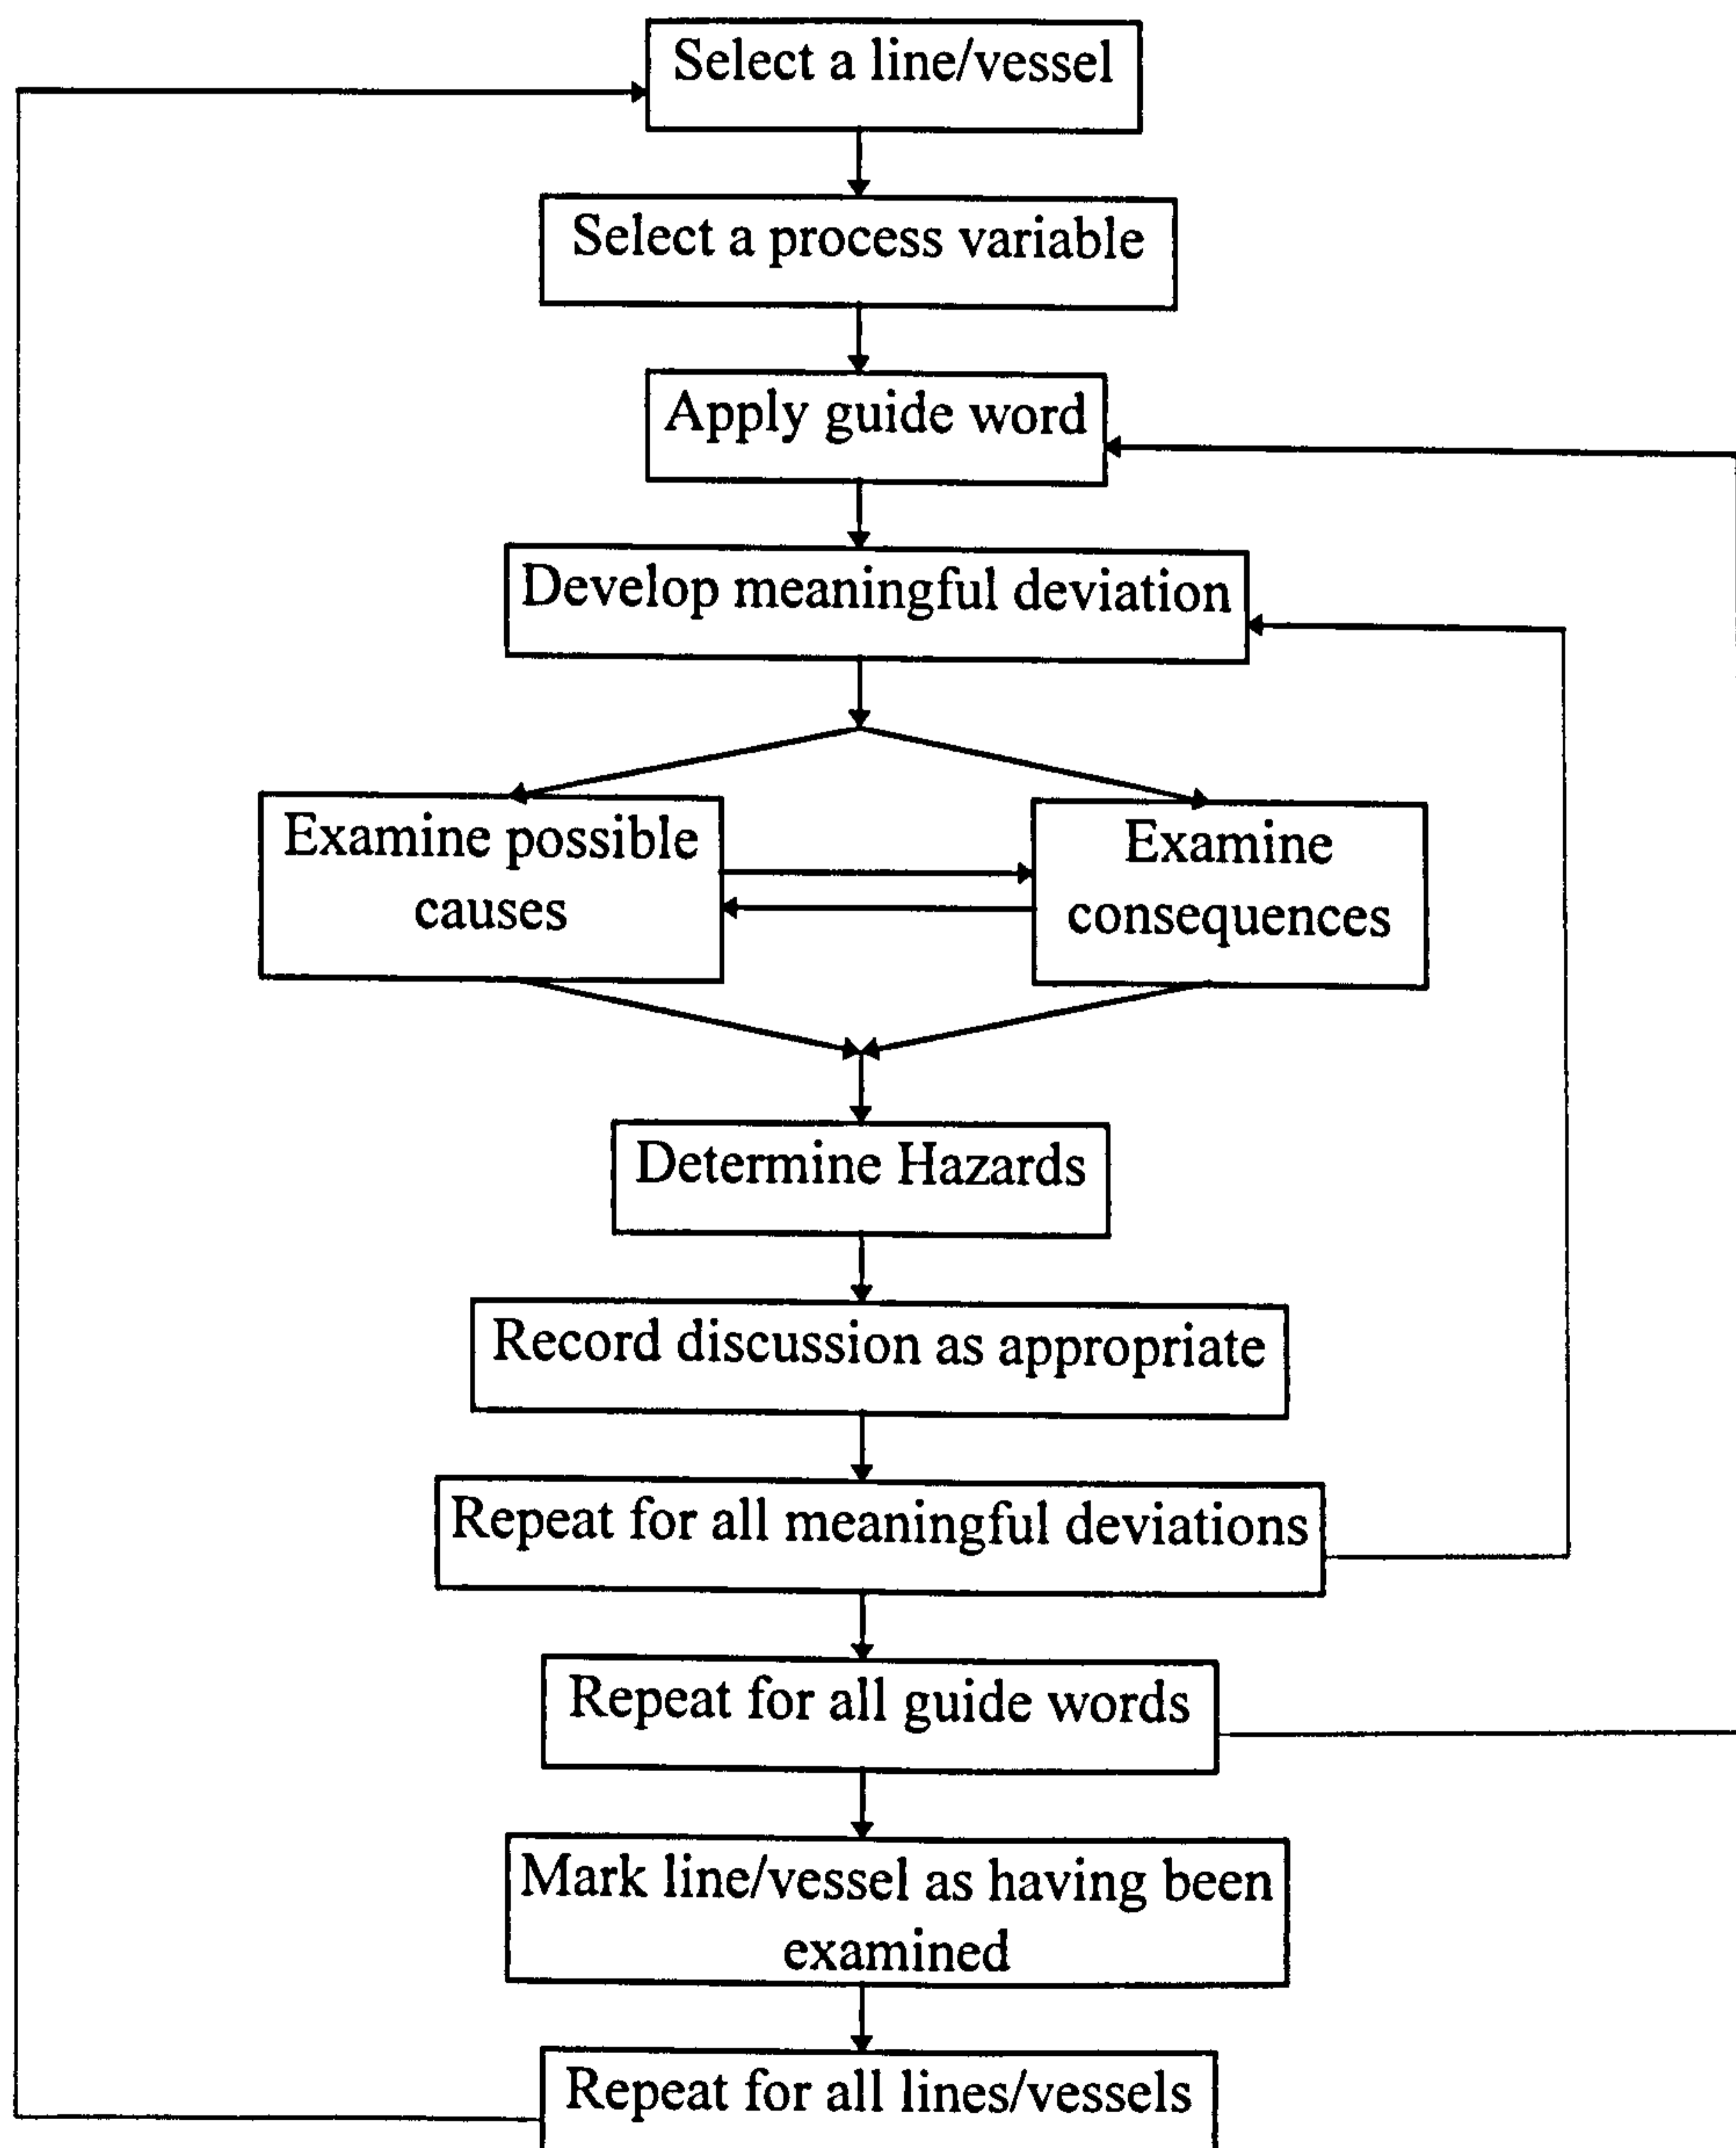 Select a line/vessel
Select a process variable
Apply guide word
Develop meaningful deviation
Examine possible
causes
Examine
consequences
Determine Hazards
Record discussion as appropriate
Repeat for all meaningful deviations
Repeat for all guide words
Mark line/vessel as having been
examined
Repeat for all lines/vessels